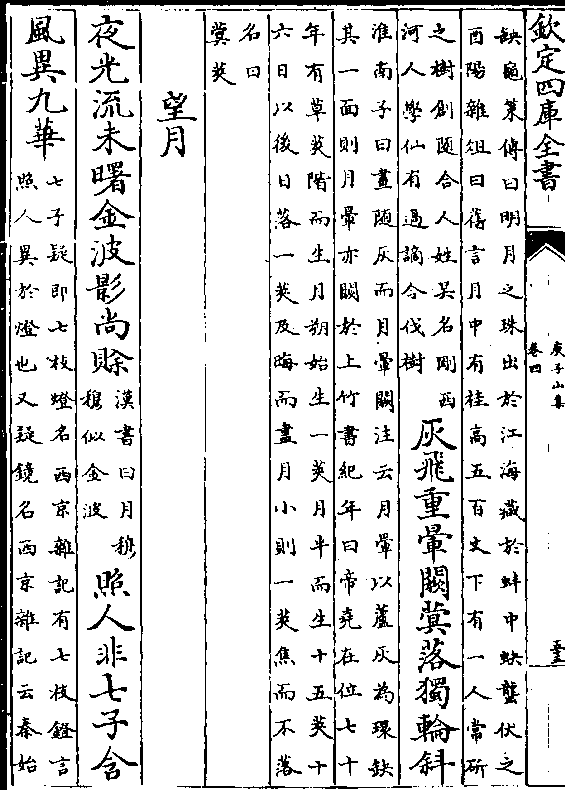 欽定四庫全書
庾子山集
卷四
缺龜䇿傳曰明月之珠出於江海藏於蚌中蚗蠪伏之
酉陽雜俎曰舊言月中有桂高五百丈下有一人常斫
之樹創隨合人姓吳名剛西
河人學仙有過謫令伐樹
灰飛重暈闕蓂落獨輪斜
淮南子曰畫隨灰而月暈闕注云月暈以蘆灰為環缺
其一面則月暈亦闕於上竹書紀年曰帝堯在位七十
年有草莢階而生月朔始生一莢月半而生十五莢十
六日以後日落一莢及晦而盡月小則一莢焦而不落
名曰
蓂莢
望月
夜光流未曙金波影尚賒
漢書曰月穆
穆似金波
照人非七子含
風異九華
七子疑即七枝燈名西京雜記有七枝鐙言
照人異於燈也又疑鏡名西京雜記云秦始